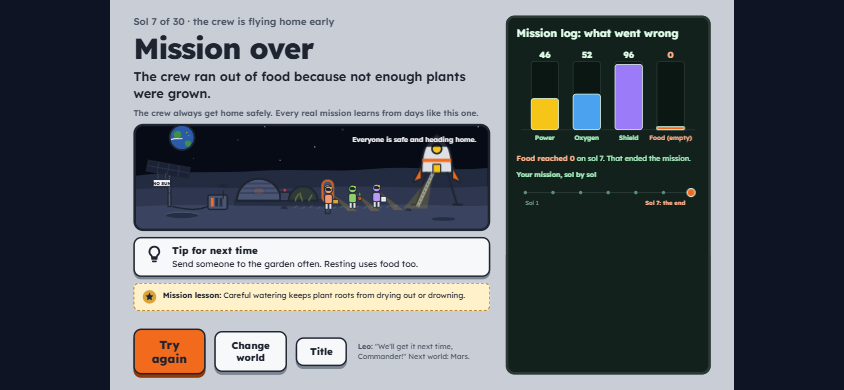 Sol 7 of 30 · the crew is flying home early
Mission over
The crew ran out of food because not enough plants
were grown.
The crew always get home safely. Every real mission learns from days like this one.
Everyone is safe and heading home.
NO SUN
Tip for next time
Send someone to the garden often. Resting uses food too.
Mission lesson: Careful watering keeps plant roots from drying out or drowning.
Try
again
Change
world
Title
Leo: "We'll get it next time,
Commander!" Next world: Mars.
Mission log: what went wrong
46 52 96 0
Power Oxygen Shield Food (empty)
Food reached 0 on sol 7. That ended the mission.
Your mission, sol by sol
Sol 1 Sol 7: the end